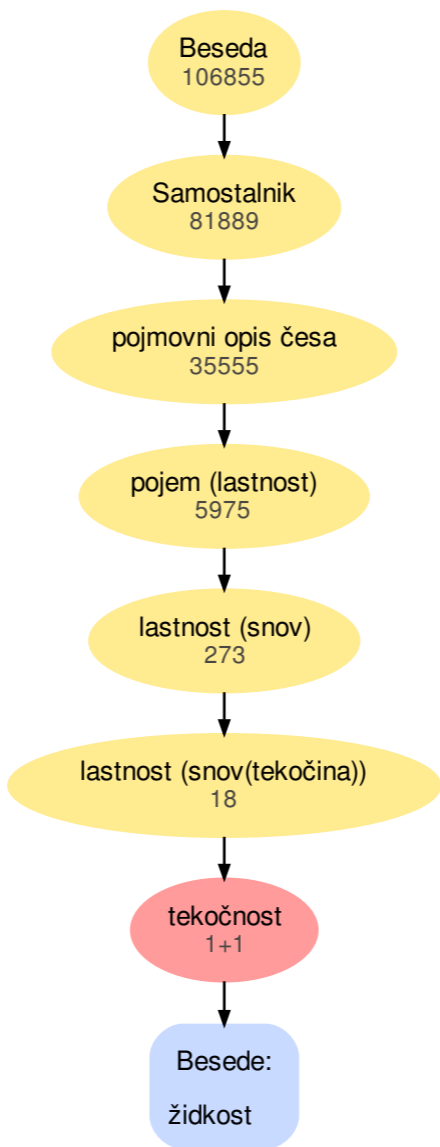 Beseda
106855
Samostalnik
81889
pojmovni opis česa
35555
pojem (lastnost)
5975
lastnost (snov)
273
lastnost (snov(tekočina))
18
tekočnost
1+1
Besede:
židkost